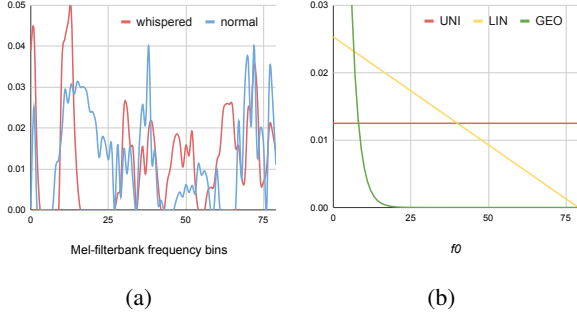 whispered normal
0.05
0.04
0.03
0.02
0.01
0.00
0 25 50 75
Mel-filterbank frequency bins
(a)
UNI LIN GEO
0.03
0.02
0.01
0.00
0 25 50 75
f0
(b)